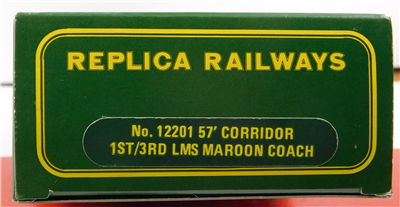 REPLICA RAILWAYS
No. 12201 57' CORRIDOR
1ST/3RD LMS MAROON COACH